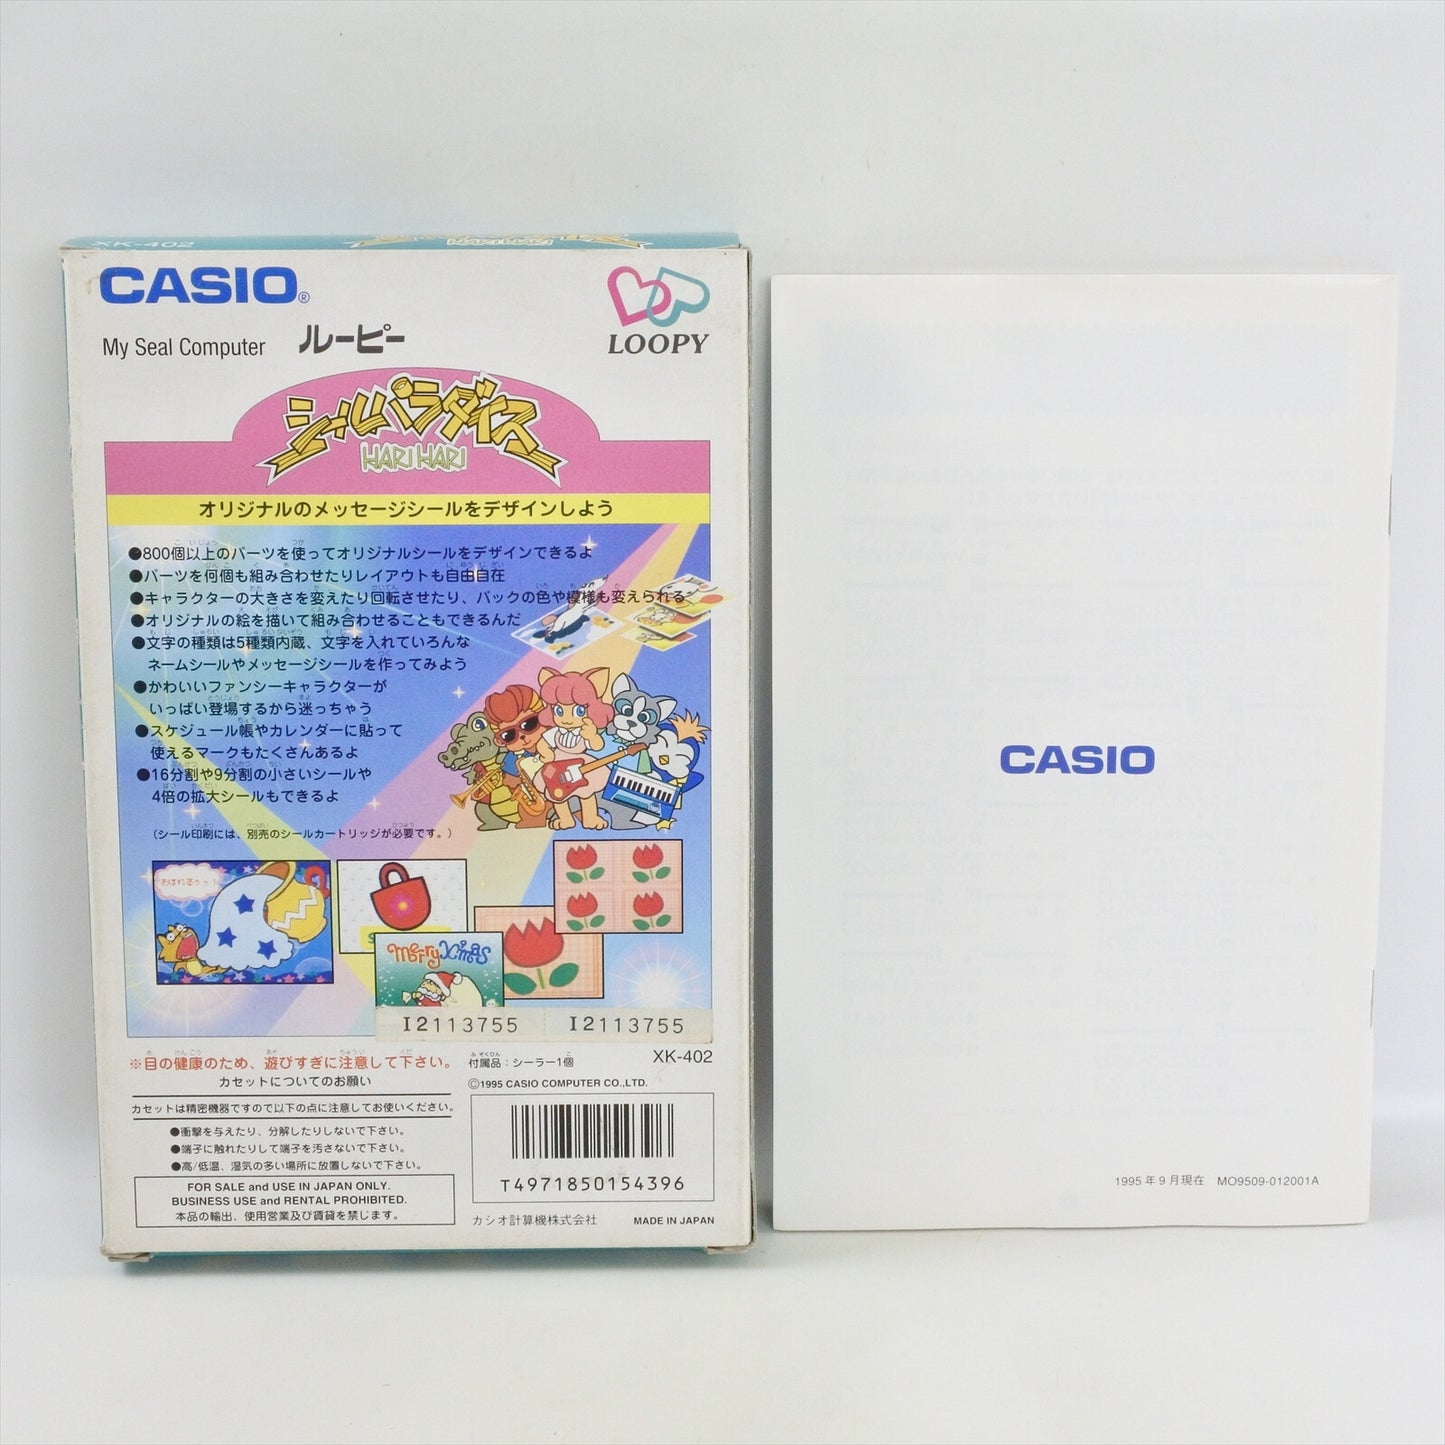 XK-402
CASIO®
My Seal Computer ルーピー
LOOPY
シールパラダイス
HARI HARI
オリジナルのメッセージシールをデザインしよう
●800個以上のパーツを使ってオリジナルシールをデザインできるよ
●パーツを何個も組み合わせたりレイアウトも自由自在
●キャラクターの大きさを変えたり回転させたり、バックの色や模様も変えられる
●オリジナルの絵を描いて組み合わせることもできるんだ
●文字の種類は5種類内蔵、文字を入れていろんな
ネームシールやメッセージシールを作ってみよう
●かわいいファンシーキャラクターが
いっぱい登場するから迷っちゃう
●スケジュール帳やカレンダーに貼って
使えるマークもたくさんあるよ
●16分割や9分割の小さいシールや
4倍の拡大シールもできるよ
(シール印刷には、別売のシールカートリッジが必要です。)
merry X'mas
I2113755 I2113755
※目の健康のため、遊びすぎに注意して下さい。
カセットについてのお願い
カセットは精密機器ですので以下の点に注意してお使いください。
●衝撃を与えたり、分解したりしないで下さい。
●端子に触れたりして端子を汚さないで下さい。
●高/低温、湿気の多い場所に放置しないで下さい。
FOR SALE and USE IN JAPAN ONLY.
BUSINESS USE and RENTAL PROHIBITED.
本品の輸出、使用営業及び賃貸を禁じます。
付属品：シーラー1個
XK-402
©1995 CASIO COMPUTER CO.,LTD.
T4971850154396
カシオ計算機株式会社 MADE IN JAPAN
CASIO
1995年9月現在 MO9509-012001A